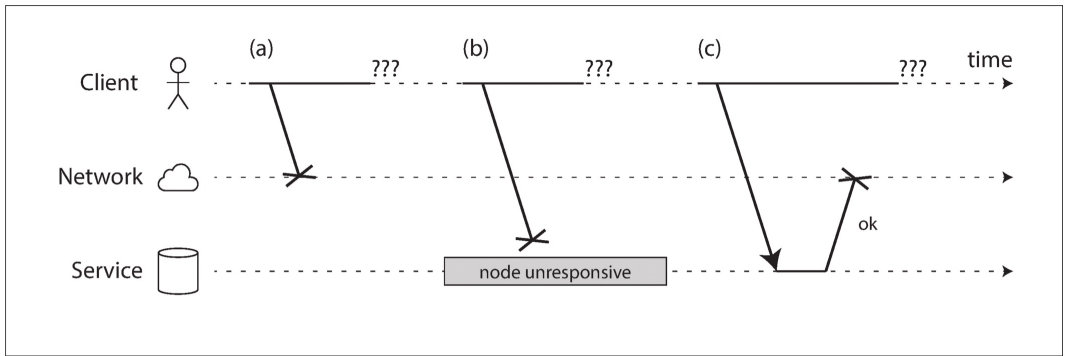 (a)
(b)
(c)
time
Client
???
???
???
Network
ok
Service
node unresponsive